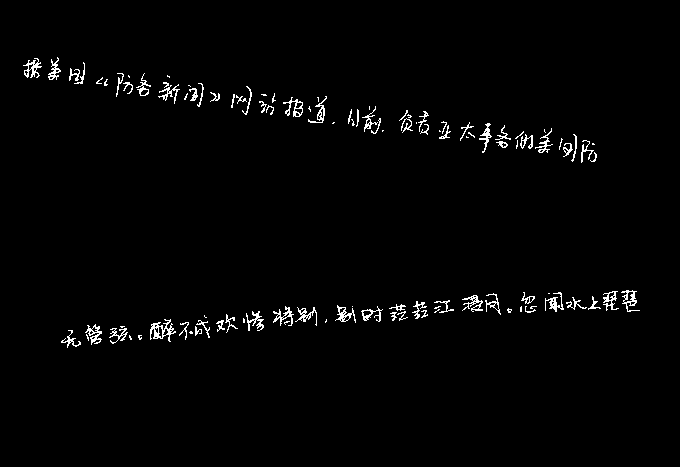 据美国《防务新闻》网站报道，日前，负责亚太事务的美国防
无管弦。醉不成欢惨将别，别时茫茫江浸月。忽闻水上琵琶